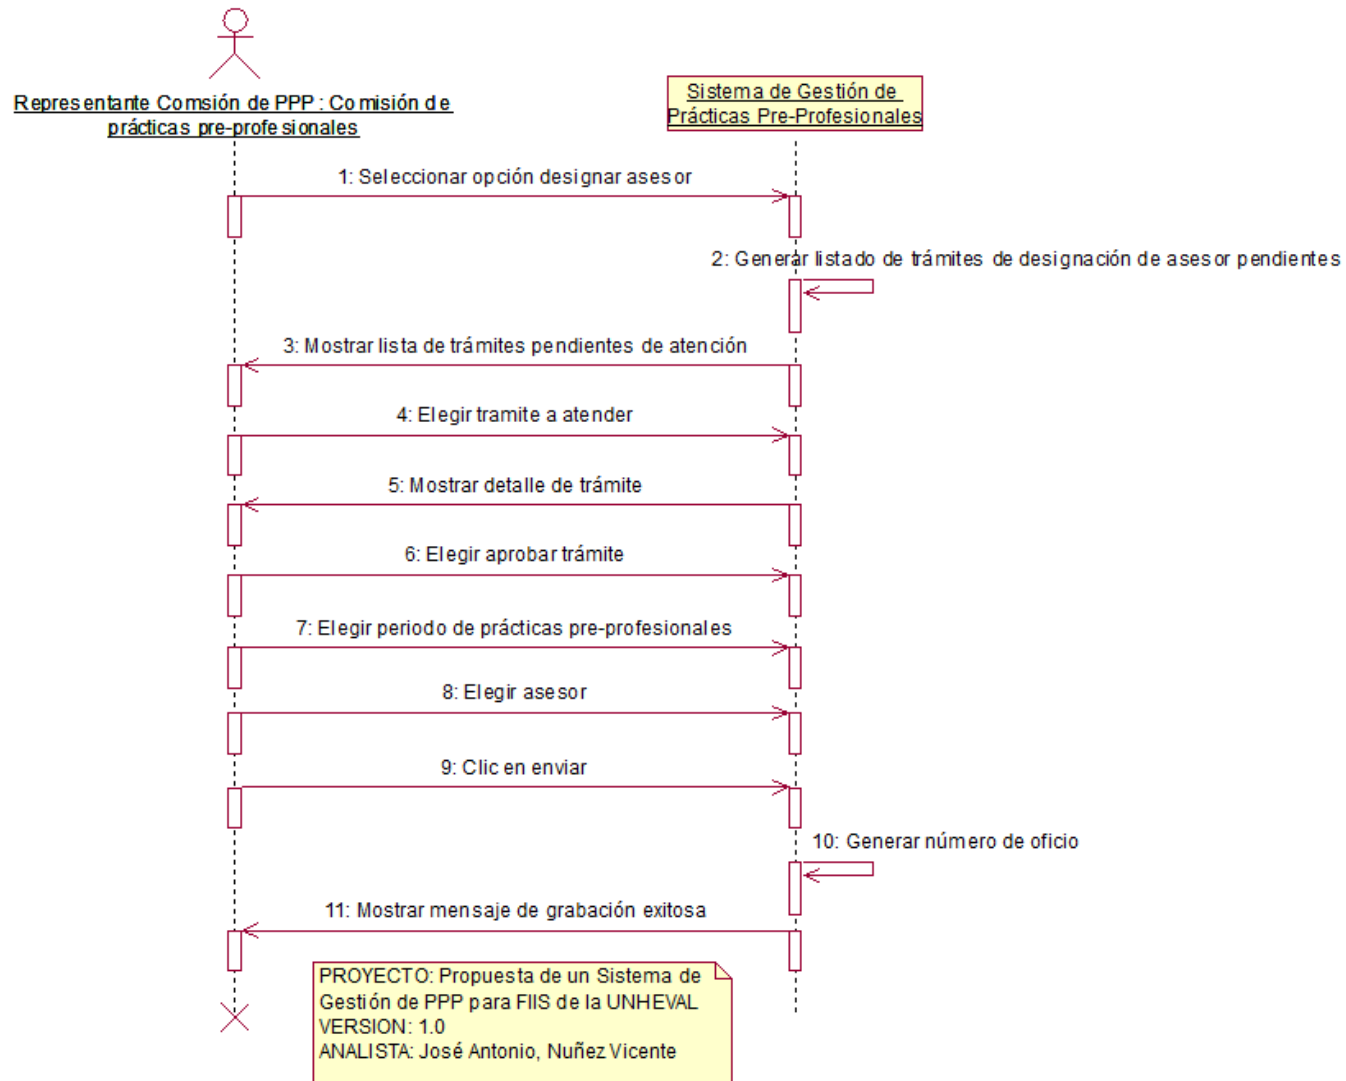 Representante Comsión de PPP : Comisión de
prácticas pre-profesionales
Sistema de Gestión de
Prácticas Pre-Profesionales
1: Seleccionar opción designar asesor
2: Generar listado de trámites de designación de asesor pendientes
3: Mostrar lista de trámites pendientes de atención
4: Elegir tramite a atender
5: Mostrar detalle de trámite
6: Elegir aprobar trámite
7: Elegir periodo de prácticas pre-profesionales
8: Elegir asesor
9: Clic en enviar
10: Generar número de oficio
11: Mostrar mensaje de grabación exitosa
PROYECTO: Propuesta de un Sistema de
Gestión de PPP para FIIS de la UNHEVAL
VERSION: 1.0
ANALISTA: José Antonio, Nuñez Vicente